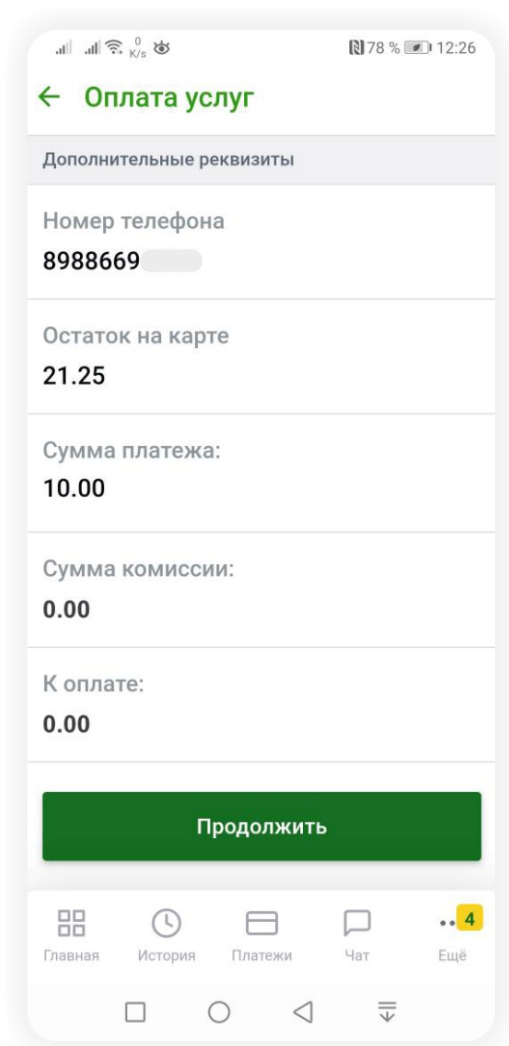 0 K/s 78 % 12:26
← Оплата услуг
Дополнительные реквизиты
Номер телефона
8988669
Остаток на карте
21.25
Сумма платежа:
10.00
Сумма комиссии:
0.00
К оплате:
0.00
Продолжить
4
Главная История Платежи Чат Ещё